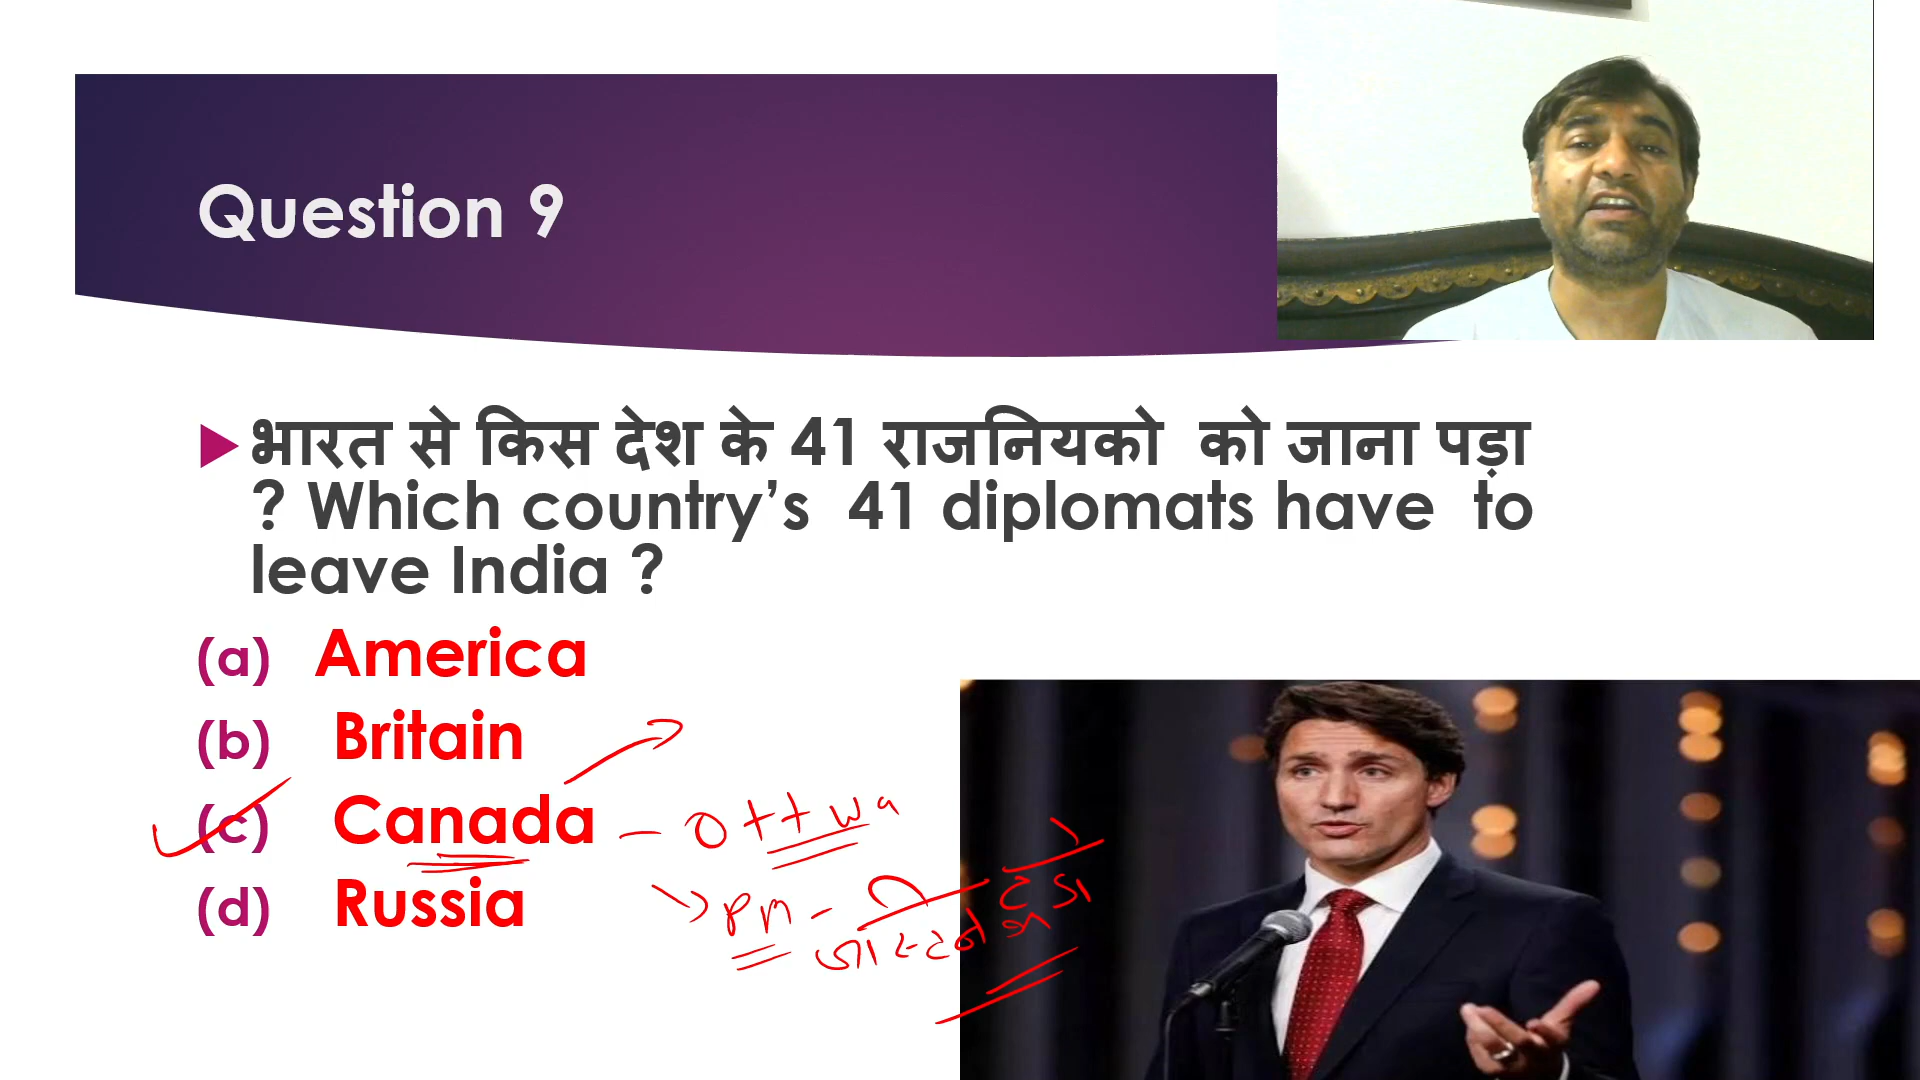 Question 9
भारत से किस देश के 41 राजनियको को जाना पड़ा
? Which country’s 41 diplomats have to
leave India ?
(a) America
(b) Britain
(c) Canada
- ottwa
(d) Russia
PM -